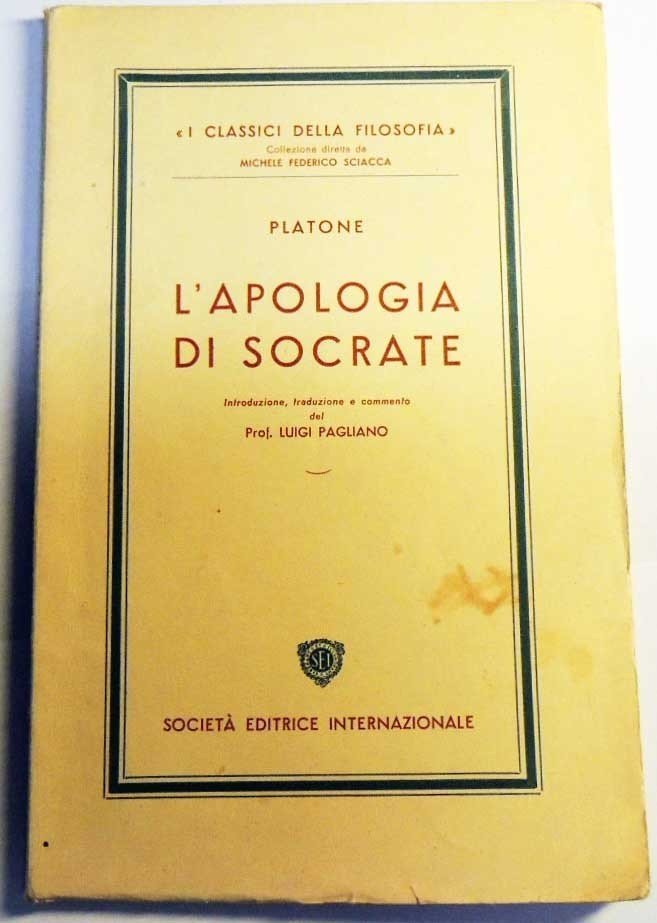 « I CLASSICI DELLA FILOSOFIA »
Collezione diretta da
MICHELE FEDERICO SCIACCA
PLATONE
L'APOLOGIA
DI SOCRATE
Introduzione, traduzione e commento
del
Prof. LUIGI PAGLIANO
SEI
SOCIETÀ EDITRICE INTERNAZIONALE